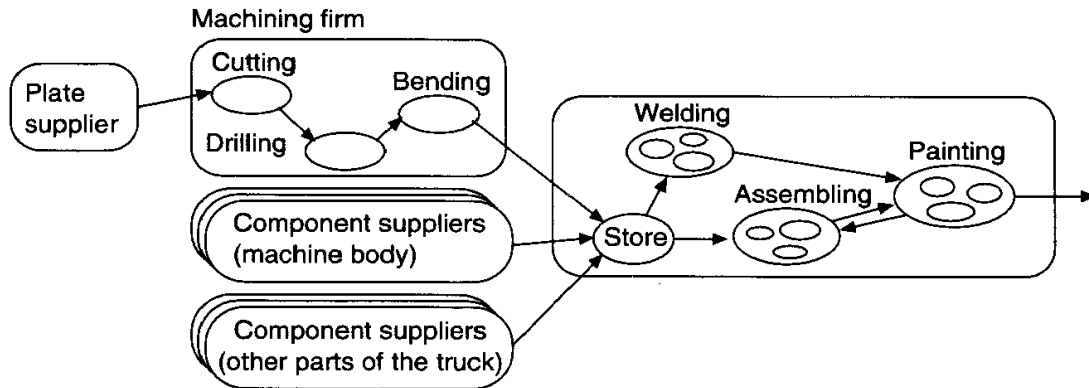 Machining firm
Cutting
Bending
Plate
supplier
Drilling
Welding
Painting
Assembling
Component suppliers
(machine body)
Store
Component suppliers
(other parts of the truck)